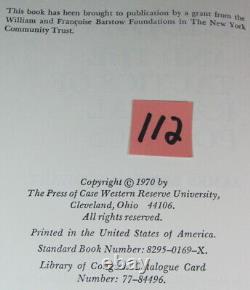 This book has been brought to publication by a grant from the
William and Françoise Barstow Foundations in The New York
Community Trust.
112
Copyright © 1970 by
The Press of Case Western Reserve University,
Cleveland, Ohio 44106.
All rights reserved.
Printed in the United States of America.
Standard Book Number: 8295-0169-X.
Library of Catalogue Card
Number: 77-84496.